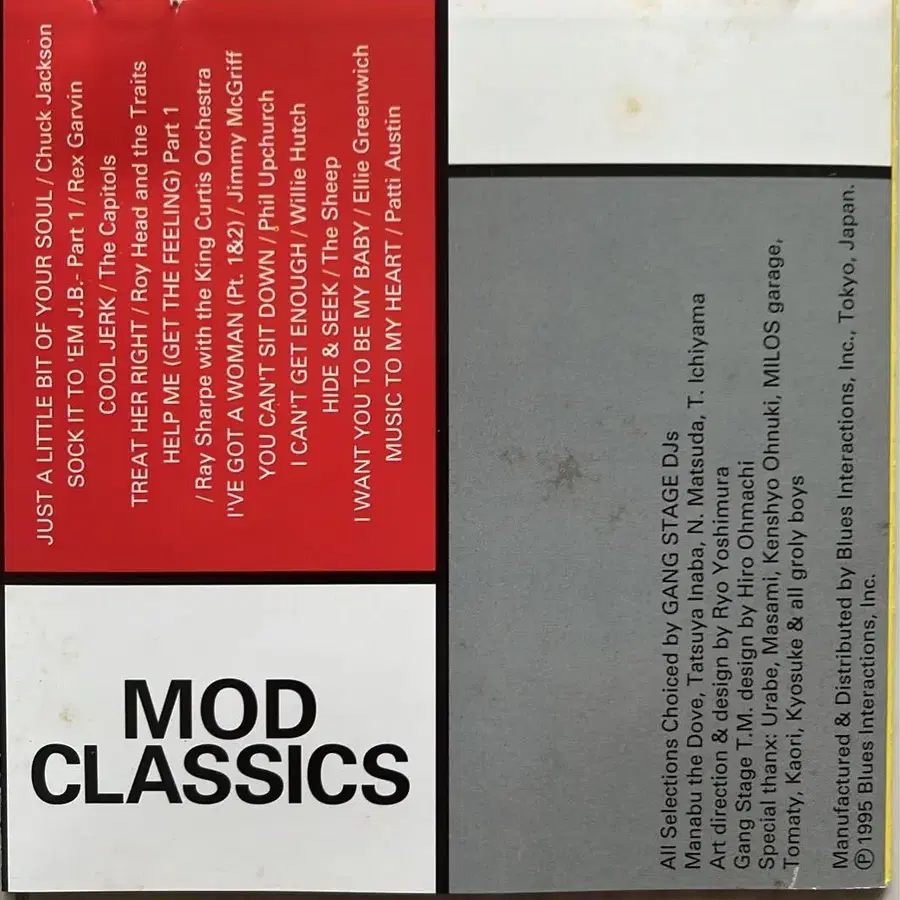 JUST A LITTLE BIT OF YOUR SOUL / Chuck Jackson
SOCK IT TO 'EM J.B.- Part 1 / Rex Garvin
COOL JERK / The Capitols
TREAT HER RIGHT / Roy Head and the Traits
HELP ME (GET THE FEELING) Part 1
/ Ray Sharpe with the King Curtis Orchestra
I'VE GOT A WOMAN (Pt. 1&2) / Jimmy McGriff
YOU CAN'T SIT DOWN / Phil Upchurch
I CAN'T GET ENOUGH / Willie Hutch
HIDE & SEEK / The Sheep
I WANT YOU TO BE MY BABY / Ellie Greenwich
MUSIC TO MY HEART / Patti Austin
MOD
CLASSICS
All Selections Choiced by GANG STAGE DJs
Manabu the Dove, Tatsuya Inaba, N. Matsuda, T. Ichiyama
Art direction & design by Ryo Yoshimura
Gang Stage T.M. design by Hiro Ohmachi
Special thanx: Urabe, Masami, Kenshyo Ohnuki, MILOS garage,
Tomaty, Kaori, Kyosuke & all groly boys
Manufactured & Distributed by Blues Interactions, Inc., Tokyo, Japan.
Ⓟ1995 Blues Interactions, Inc.